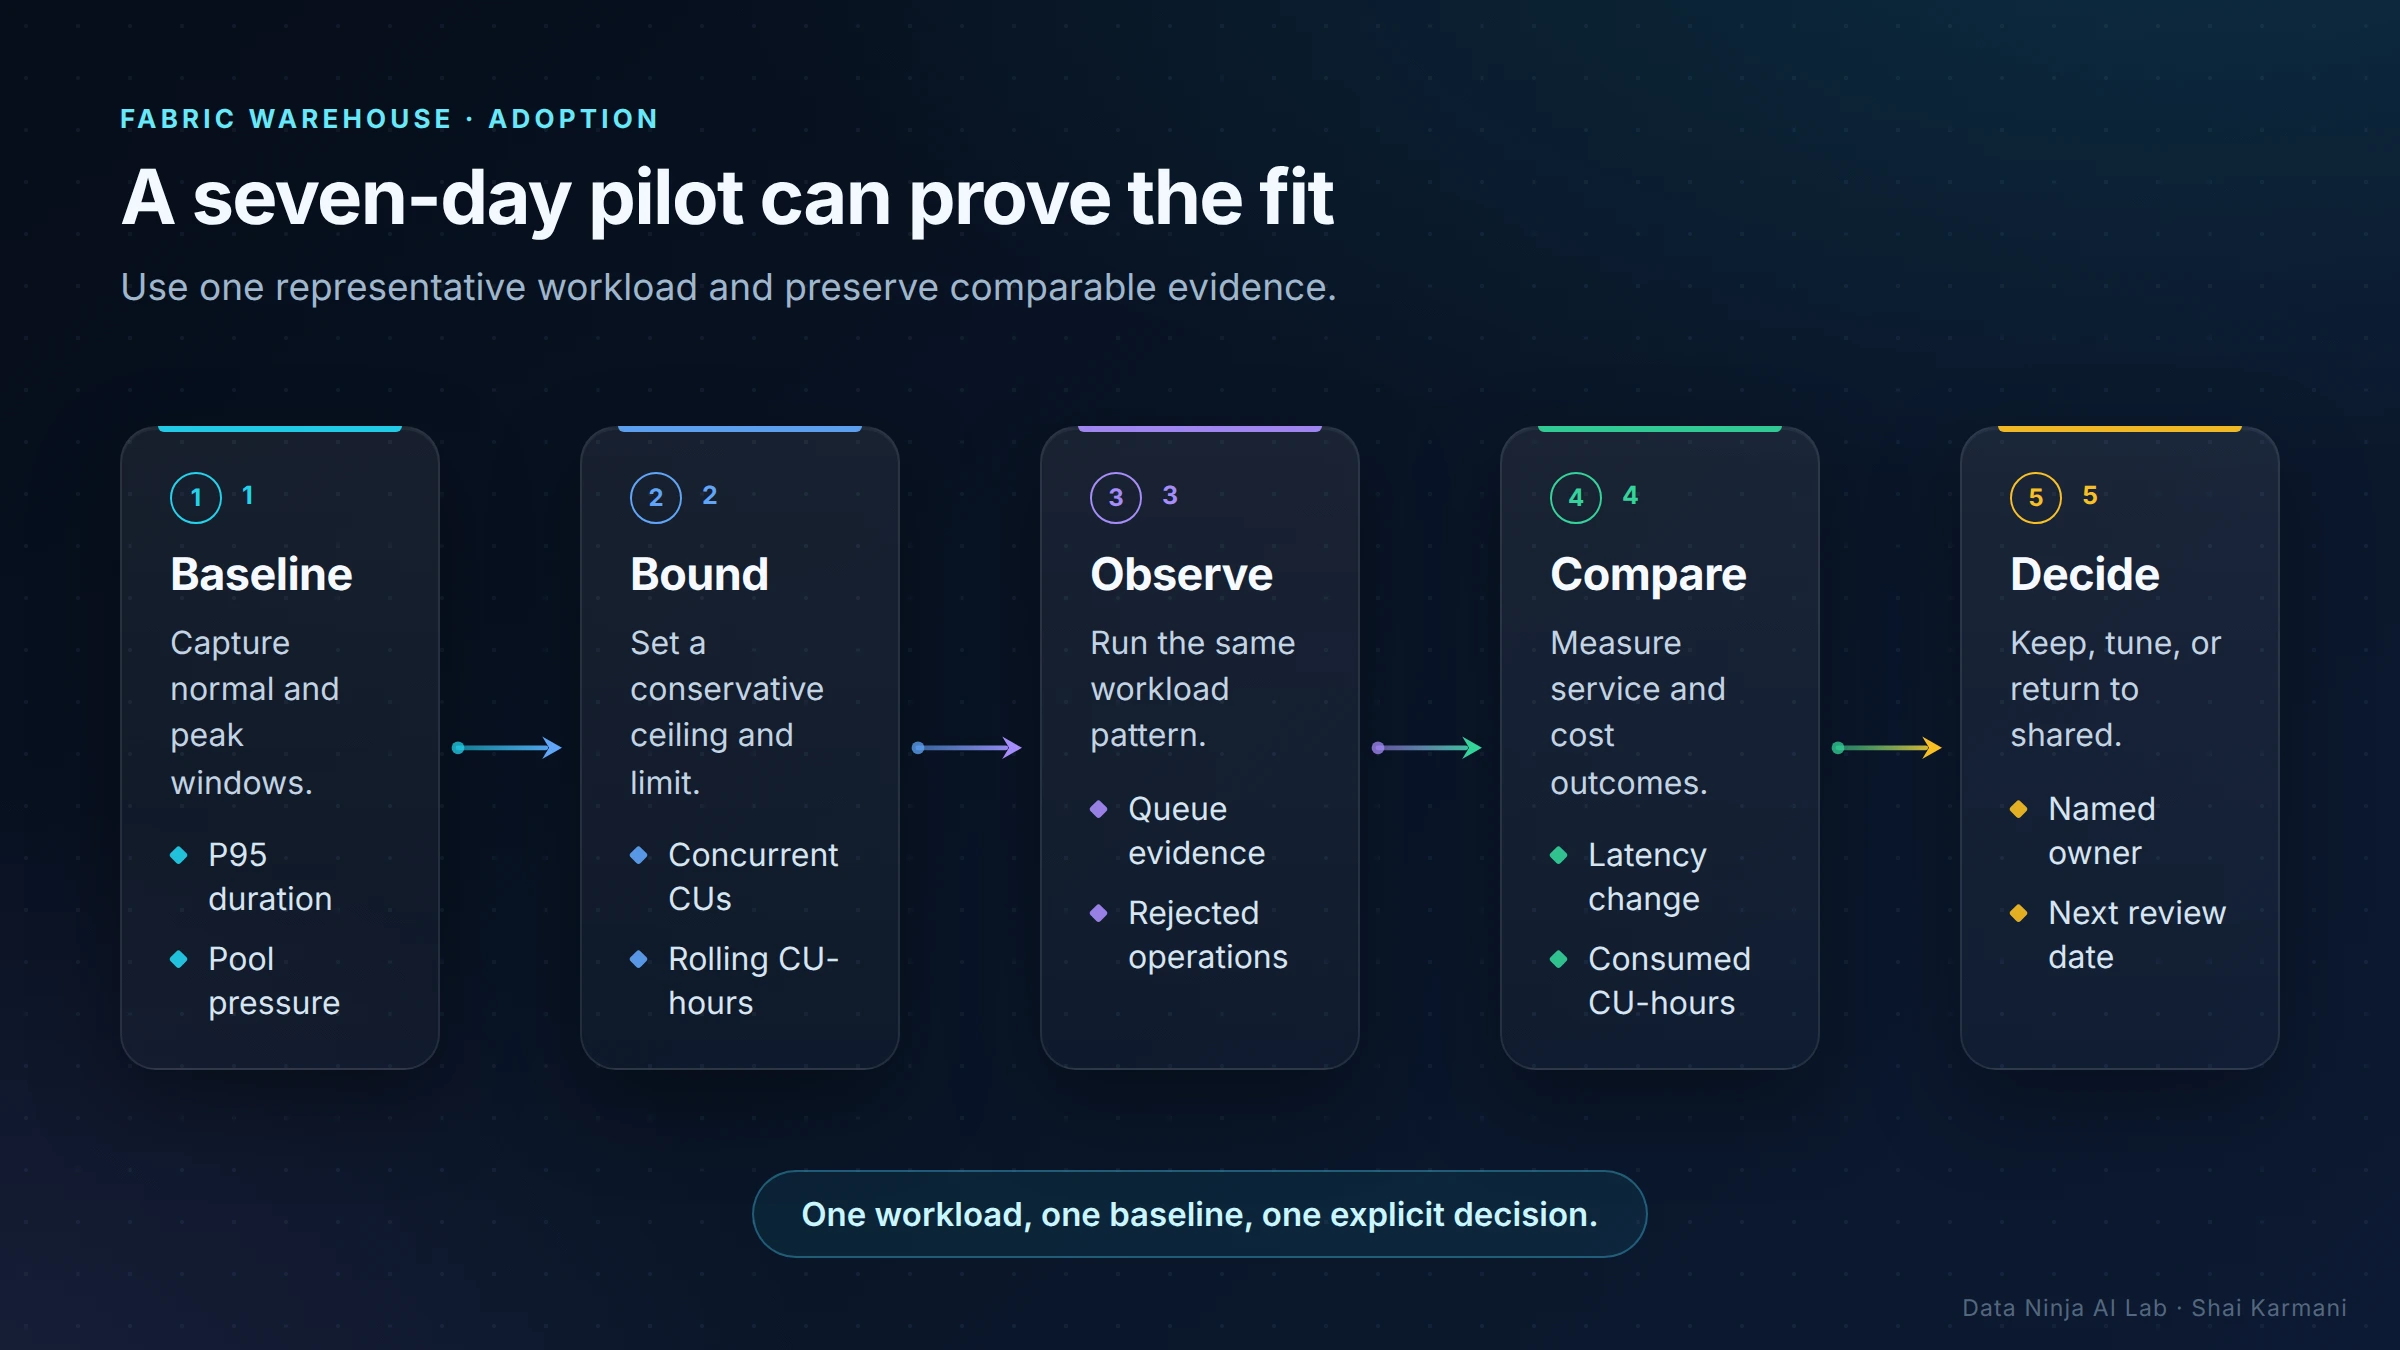 FABRIC WAREHOUSE · ADOPTION
A seven-day pilot can prove the fit
Use one representative workload and preserve comparable evidence.
1 1
Baseline
Capture
normal and
peak
windows.
P95
duration
Pool
pressure
2 2
Bound
Set a
conservative
ceiling and
limit.
Concurrent
CUs
Rolling CU-
hours
3 3
Observe
Run the same
workload
pattern.
Queue
evidence
Rejected
operations
4 4
Compare
Measure
service and
cost
outcomes.
Latency
change
Consumed
CU-hours
5 5
Decide
Keep, tune, or
return to
shared.
Named
owner
Next review
date
One workload, one baseline, one explicit decision.
Data Ninja AI Lab · Shai Karmani